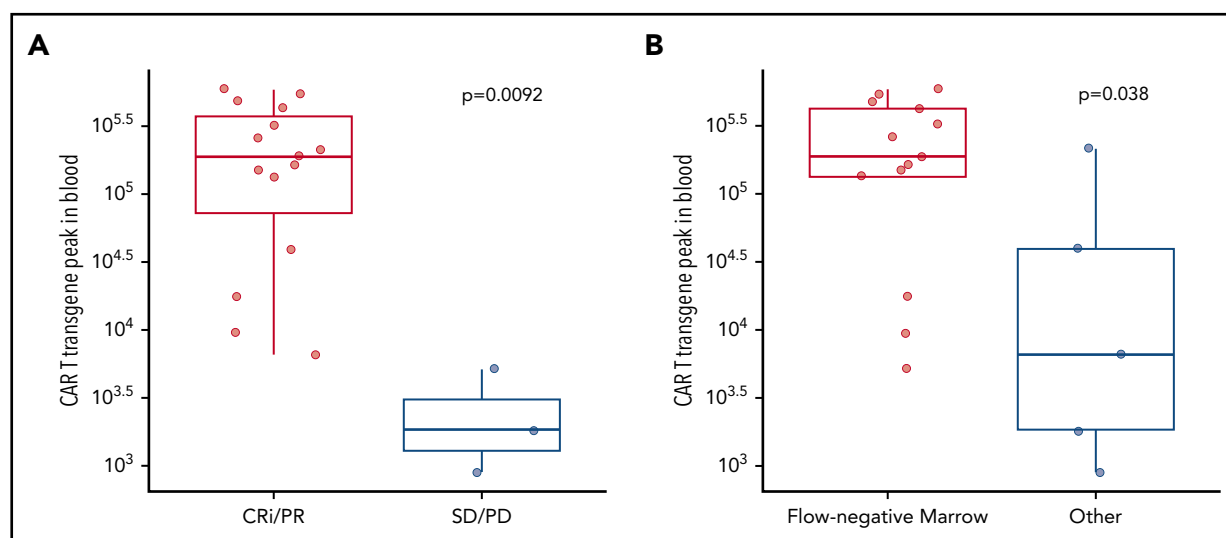 A
CAR T transgene peak in blood
10^5.5
10^5
10^4.5
10^4
10^3.5
10^3
p=0.0092
CRi/PR
SD/PD
B
CAR T transgene peak in blood
10^5.5
10^5
10^4.5
10^4
10^3.5
10^3
p=0.038
Flow-negative Marrow
Other